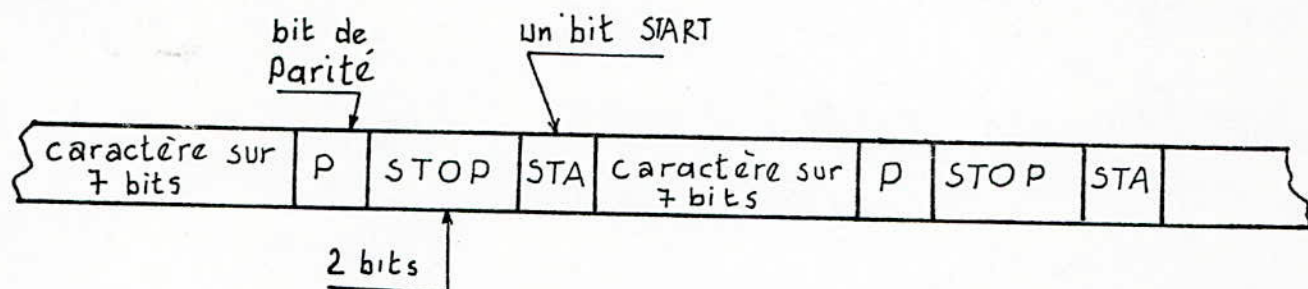 bit de
Parité
un bit START
caractère sur
7 bits
P
STOP
STA
caractère sur
7 bits
P
STOP
STA
2 bits